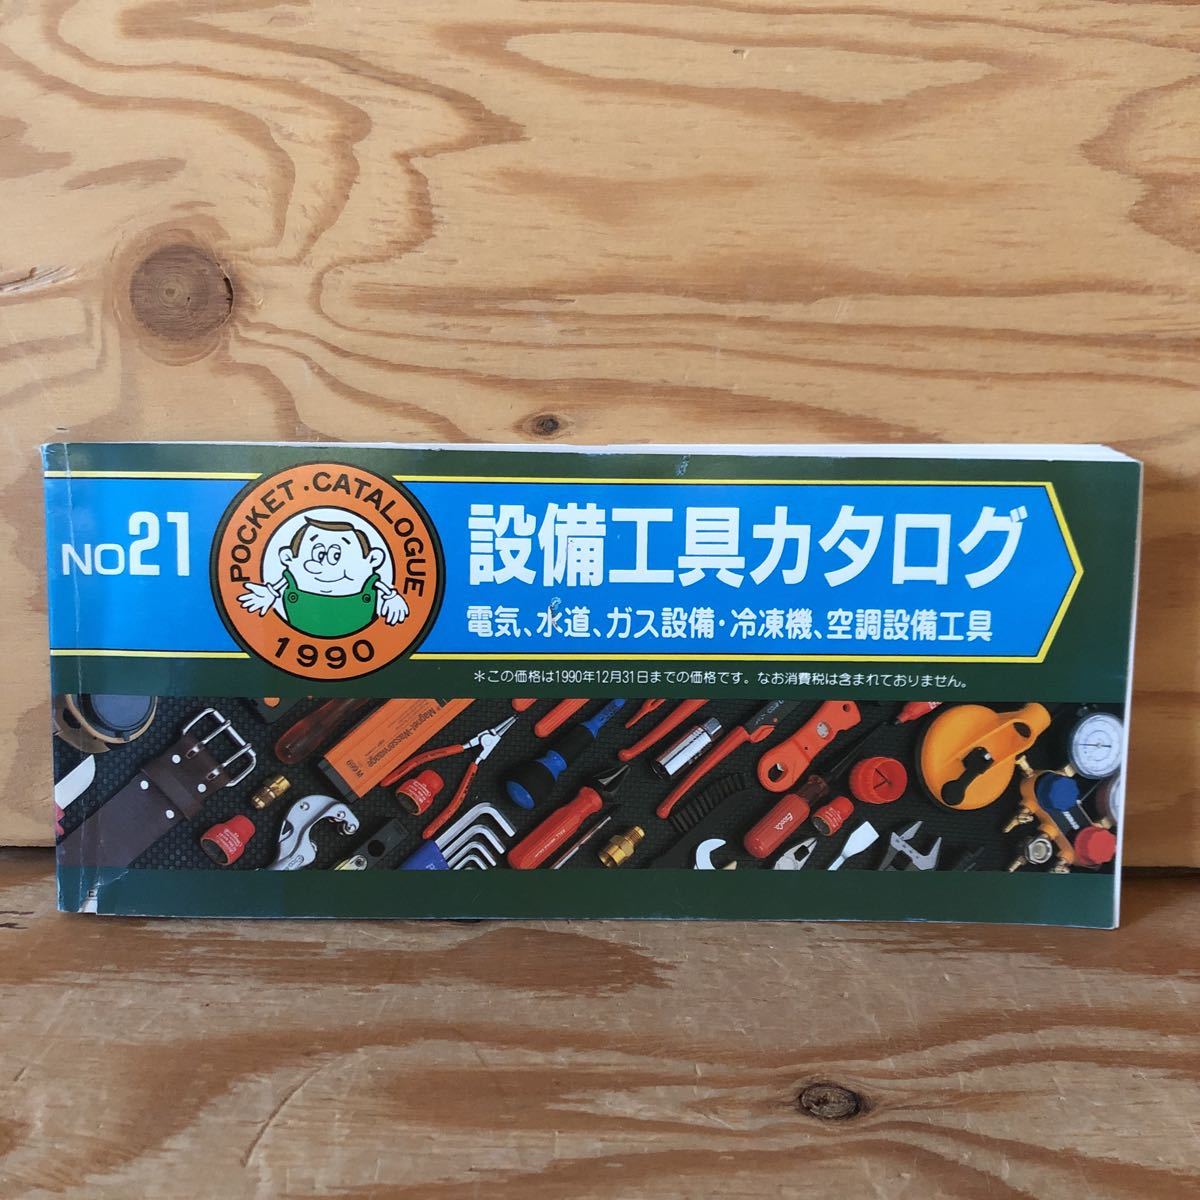 No21
POCKET・CATALOGUE
1990
設備工具カタログ
電気、水道、ガス設備・冷凍機、空調設備工具
＊この価格は1990年12月31日までの価格です。なお消費税は含まれておりません。
Magnet-Wasserwaage
W66B